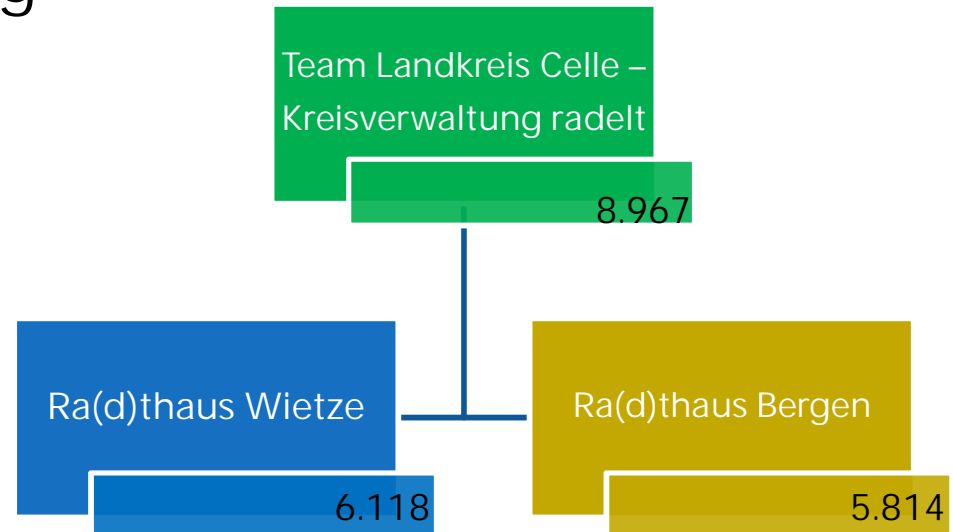 g
Team Landkreis Celle –
Kreisverwaltung radelt
8.967
Ra(d)thaus Wietze
6.118
Ra(d)thaus Bergen
5.814